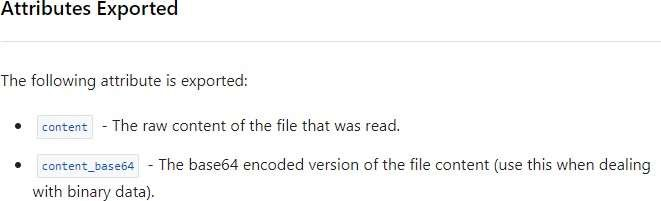 Attributes Exported
The following attribute is exported:
• content - The raw content of the file that was read.
• content_base64 - The base64 encoded version of the file content (use this when dealing
with binary data).